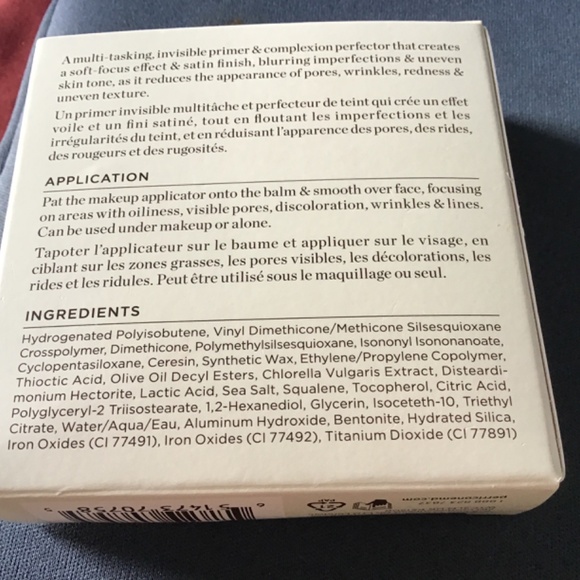 A multi-tasking, invisible primer & complexion perfector that creates
a soft-focus effect & satin finish, blurring imperfections & uneven
skin tone, as it reduces the appearance of pores, wrinkles, redness &
uneven texture.
Un primer invisible multitâche et perfecteur de teint qui crée un effet
voile et un fini satiné, tout en floutant les imperfections et les
irrégularités du teint, et en réduisant l'apparence des pores, des rides,
des rougeurs et des rugosités.
APPLICATION
Pat the makeup applicator onto the balm & smooth over face, focusing
on areas with oiliness, visible pores, discoloration, wrinkles & lines.
Can be used under makeup or alone.
Tapoter l'applicateur sur le baume et appliquer sur le visage, en
ciblant sur les zones grasses, les pores visibles, les décolorations, les
rides et les ridules. Peut être utilisé sous le maquillage ou seul.
INGREDIENTS
Hydrogenated Polyisobutene, Vinyl Dimethicone/Methicone Silsesquioxane
Crosspolymer, Dimethicone, Polymethylsilsesquioxane, Isononyl Isononanoate,
Cyclopentasiloxane, Ceresin, Synthetic Wax, Ethylene/Propylene Copolymer,
Thioctic Acid, Olive Oil Decyl Esters, Chlorella Vulgaris Extract, Disteardi-
monium Hectorite, Lactic Acid, Sea Salt, Squalene, Tocopherol, Citric Acid,
Polyglyceryl-2 Triisostearate, 1,2-Hexanediol, Glycerin, Isoceteth-10, Triethyl
Citrate, Water/Aqua/Eau, Aluminum Hydroxide, Bentonite, Hydrated Silica,
Iron Oxides (CI 77491), Iron Oxides (CI 77492), Titanium Dioxide (CI 77891)
perriconemd.com
21
PAP